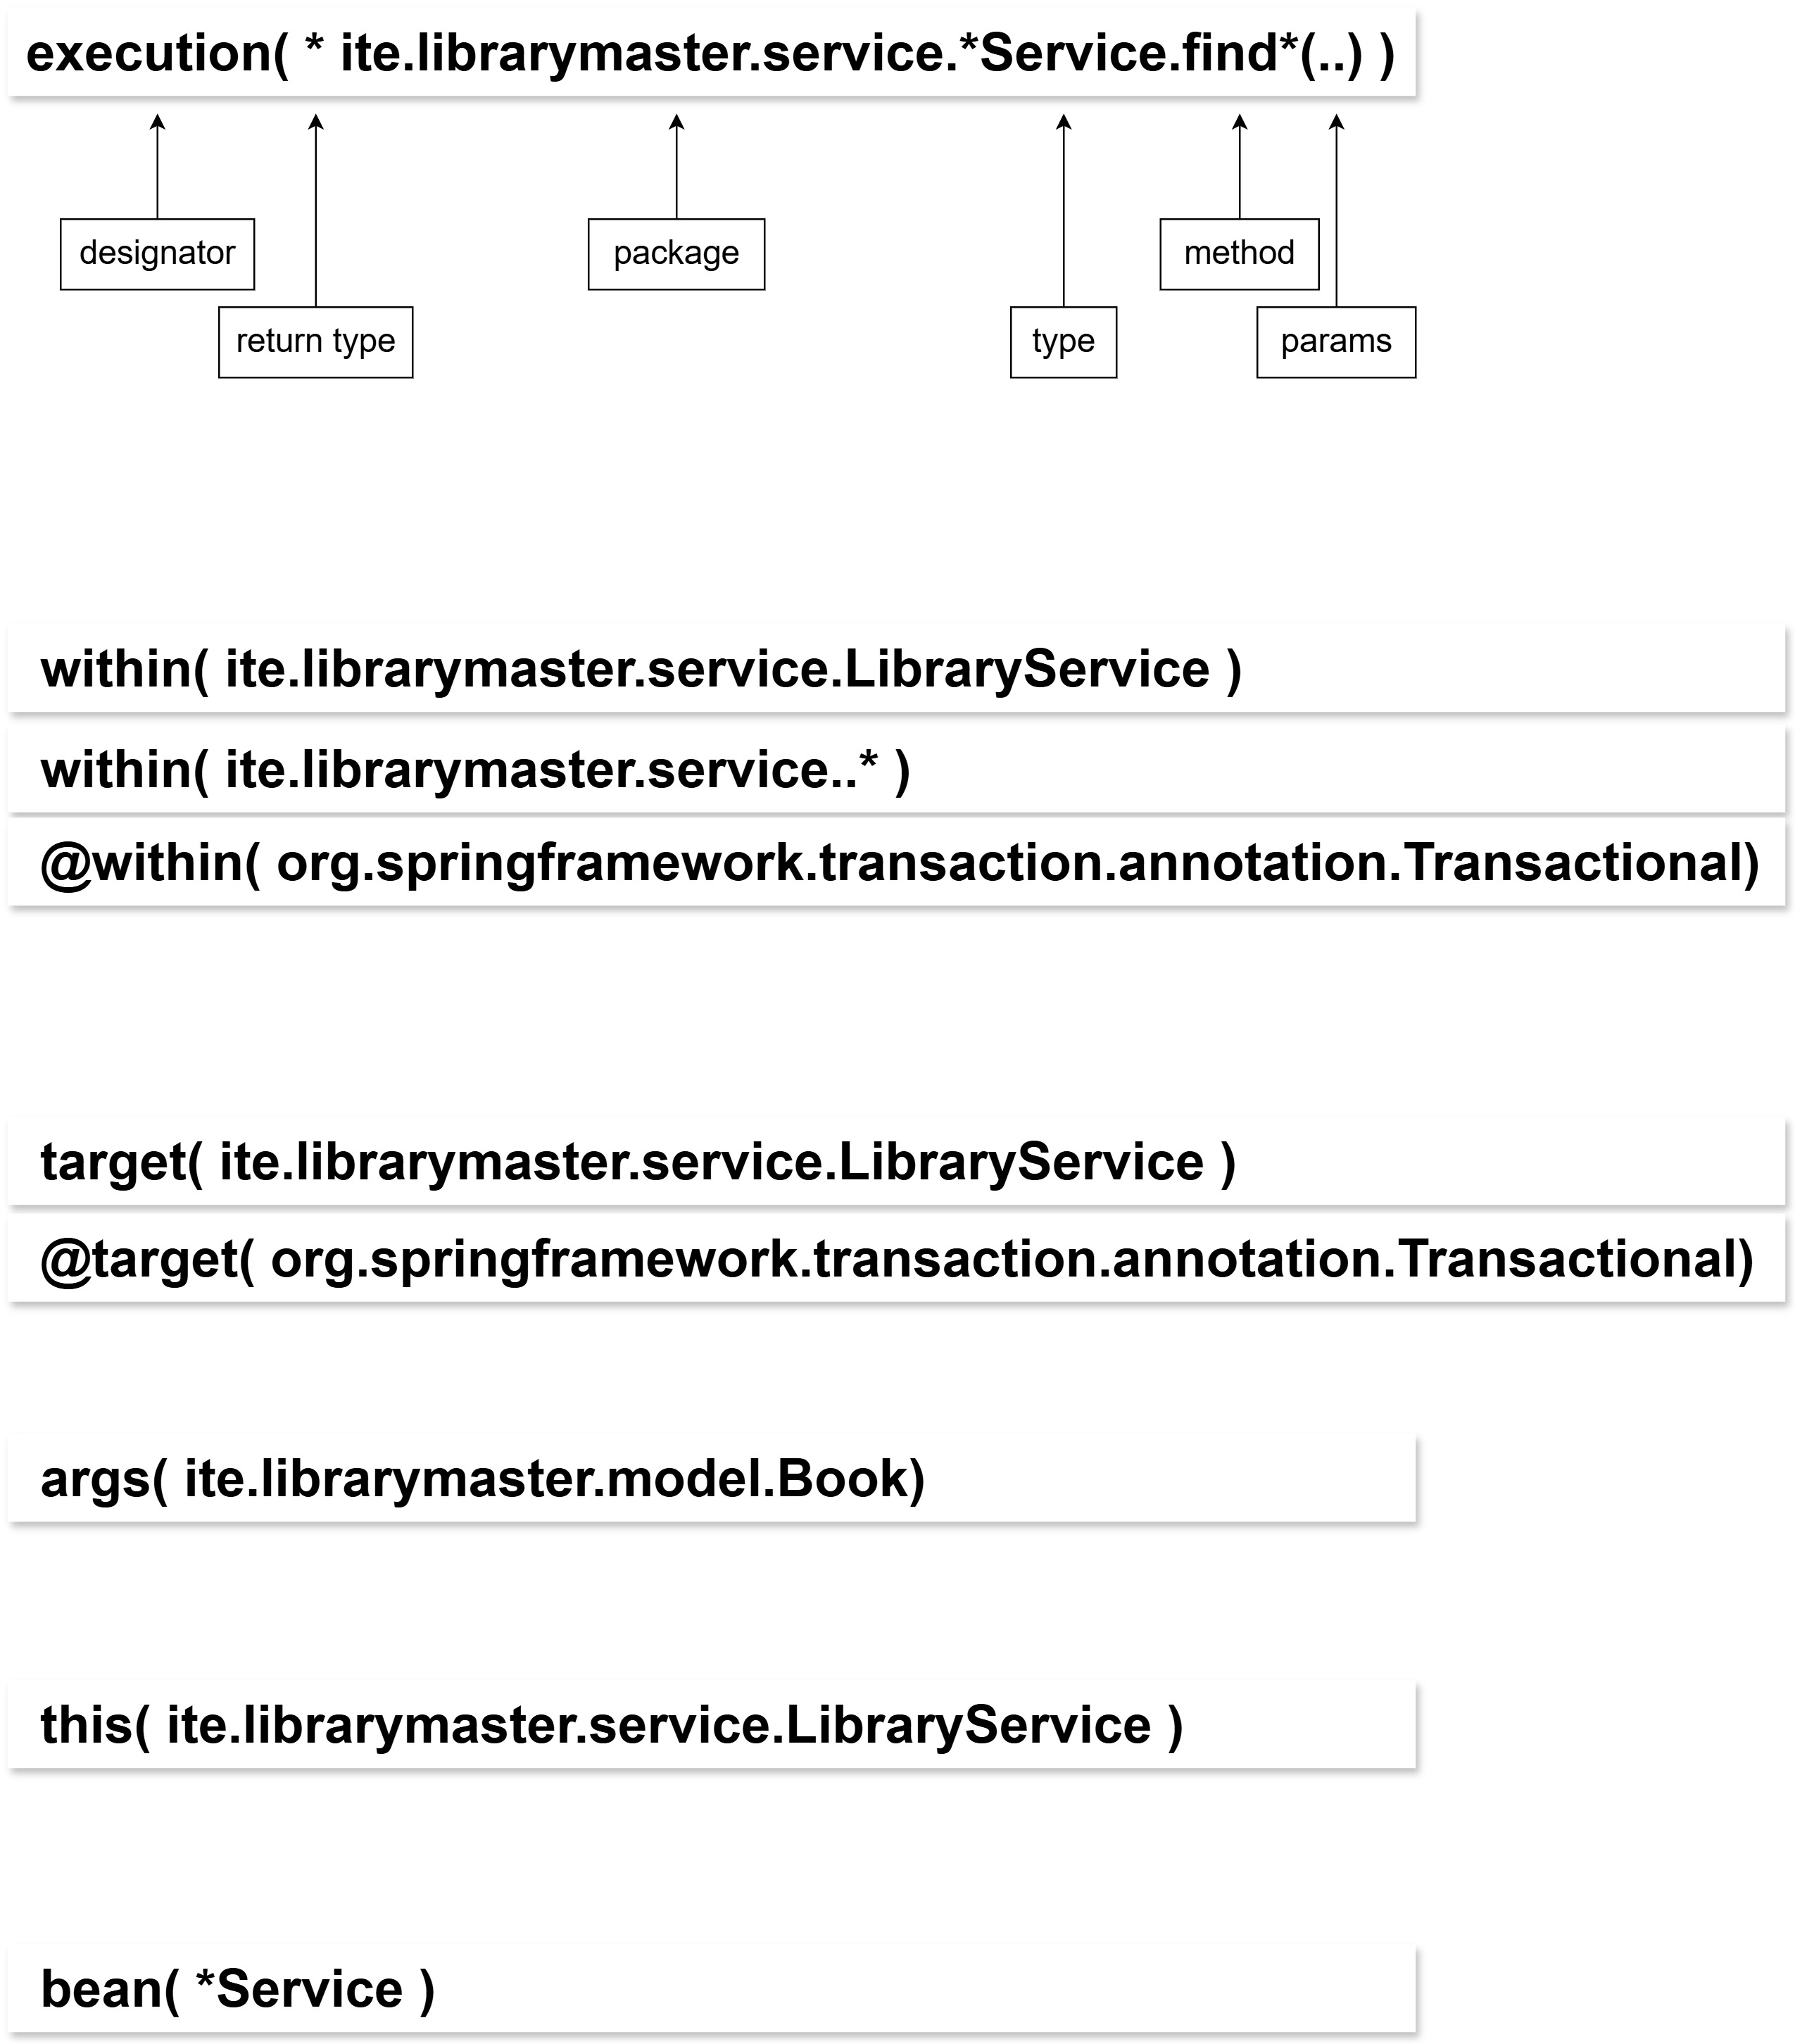 execution( * ite.librarymaster.service.*Service.find*(..) )
designator
package
method
return type
type
params
within( ite.librarymaster.service.LibraryService )
within( ite.librarymaster.service..* )
@within( org.springframework.transaction.annotation.Transactional)
target( ite.librarymaster.service.LibraryService )
@target( org.springframework.transaction.annotation.Transactional)
args( ite.librarymaster.model.Book)
this( ite.librarymaster.service.LibraryService )
bean( *Service )